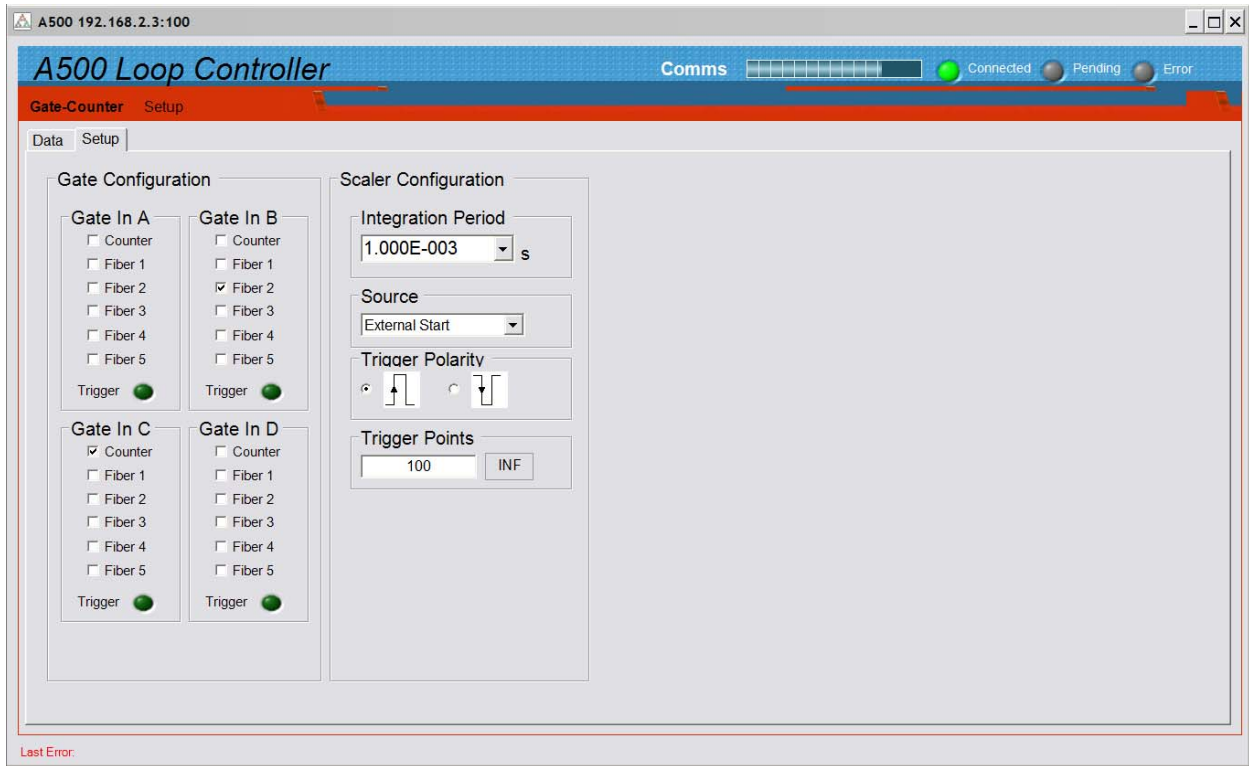 A500 192.168.2.3:100
A500 Loop Controller
Comms
Connected
Pending
Error
Gate-Counter Setup
Data Setup
Gate Configuration
Gate In A
Counter
Fiber 1
Fiber 2
Fiber 3
Fiber 4
Fiber 5
Trigger
Gate In B
Counter
Fiber 1
Fiber 2
Fiber 3
Fiber 4
Fiber 5
Trigger
Gate In C
Counter
Fiber 1
Fiber 2
Fiber 3
Fiber 4
Fiber 5
Trigger
Gate In D
Counter
Fiber 1
Fiber 2
Fiber 3
Fiber 4
Fiber 5
Trigger
Scaler Configuration
Integration Period
1.000E-003 s
Source
External Start
Trigger Polarity
Trigger Points
100 INF
Last Error: